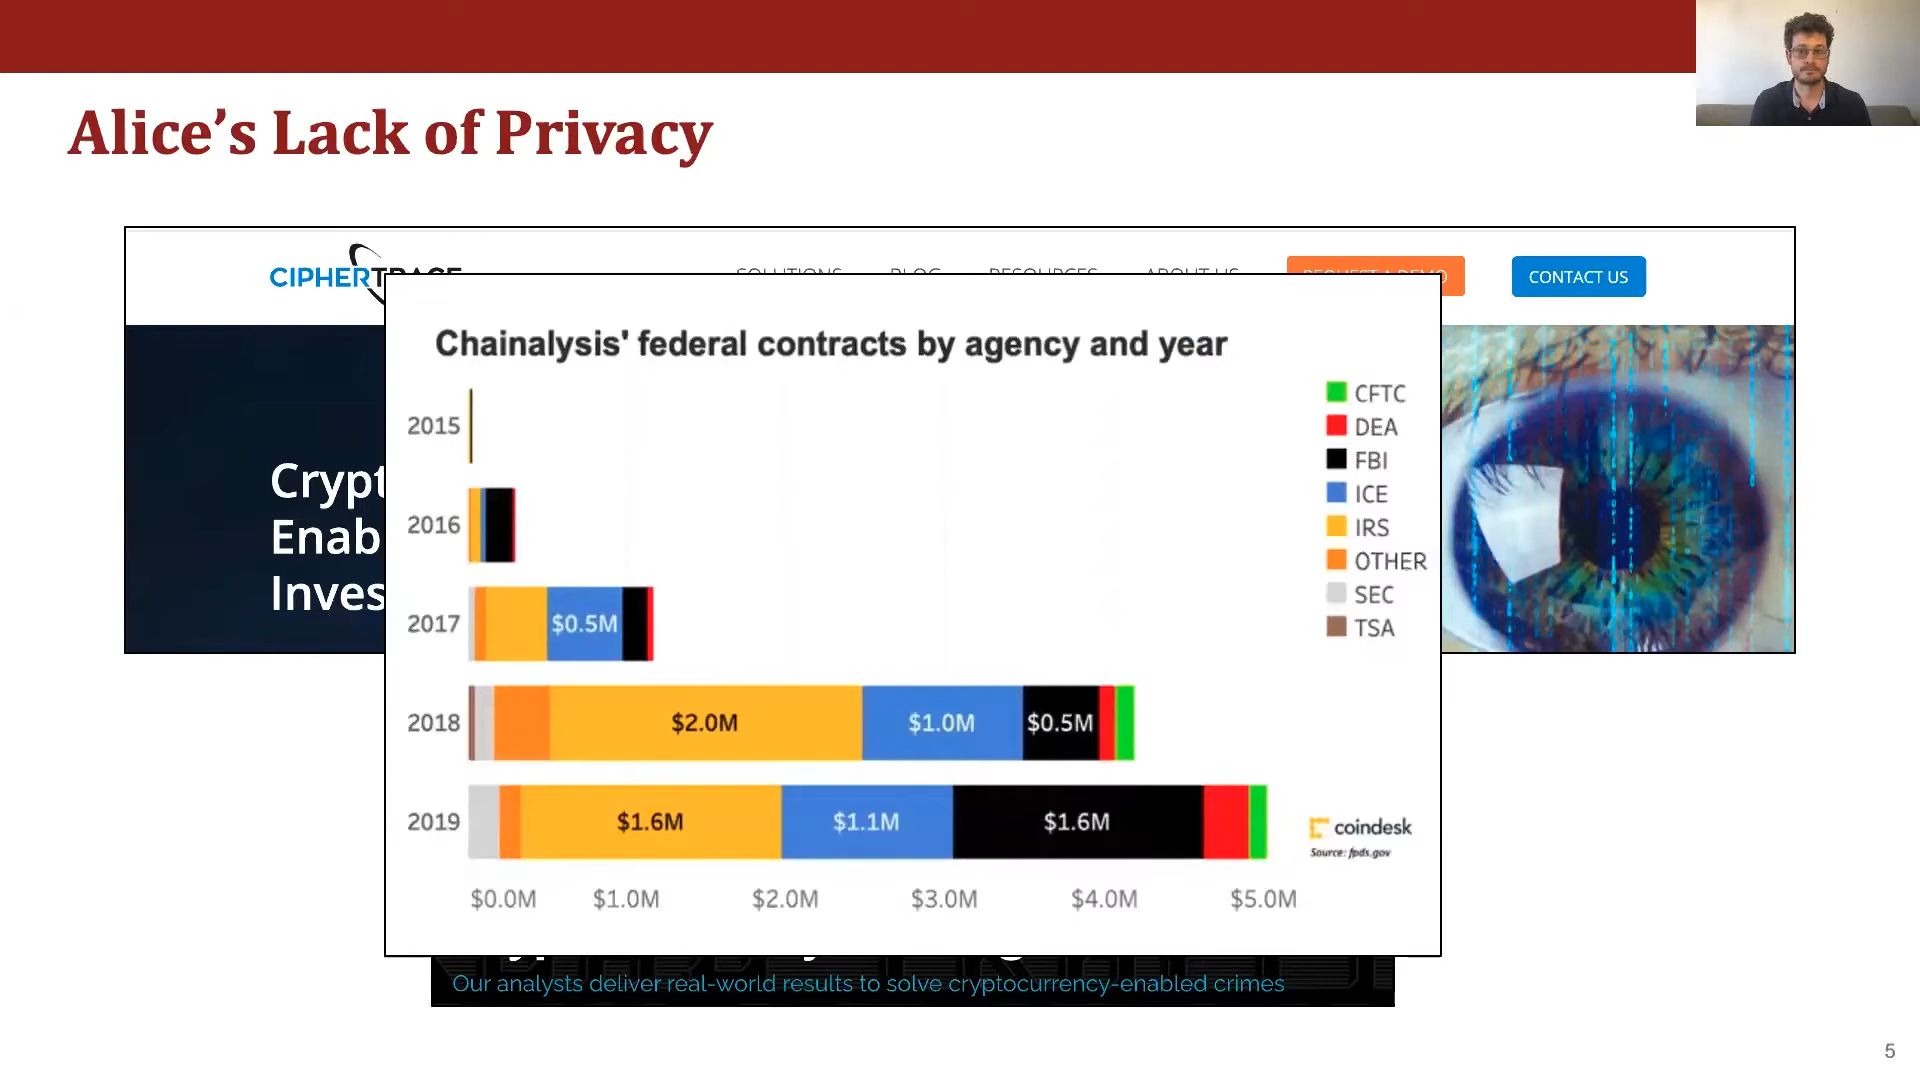 Alice’s Lack of Privacy
CIPHERTRACE
SOLUTIONS BLOG RESOURCES ABOUT US REQUEST A DEMO CONTACT US
Chainalysis' federal contracts by agency and year
CFTC
DEA
FBI
ICE
IRS
OTHER
SEC
TSA
2015
2016
2017 $0.5M
2018 $2.0M $1.0M $0.5M
2019 $1.6M $1.1M $1.6M
$0.0M $1.0M $2.0M $3.0M $4.0M $5.0M
coindesk
Source: fpds.gov
Crypt
Enab
Inves
Our analysts deliver real-world results to solve cryptocurrency-enabled crimes
5